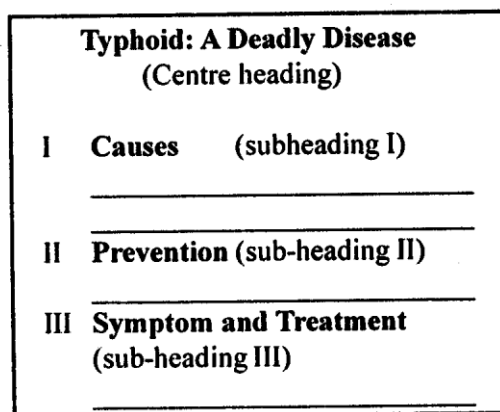 Typhoid: A Deadly Disease
(Centre heading)
I Causes (subheading I)
II Prevention (sub-heading II)
III Symptom and Treatment
(sub-heading III)